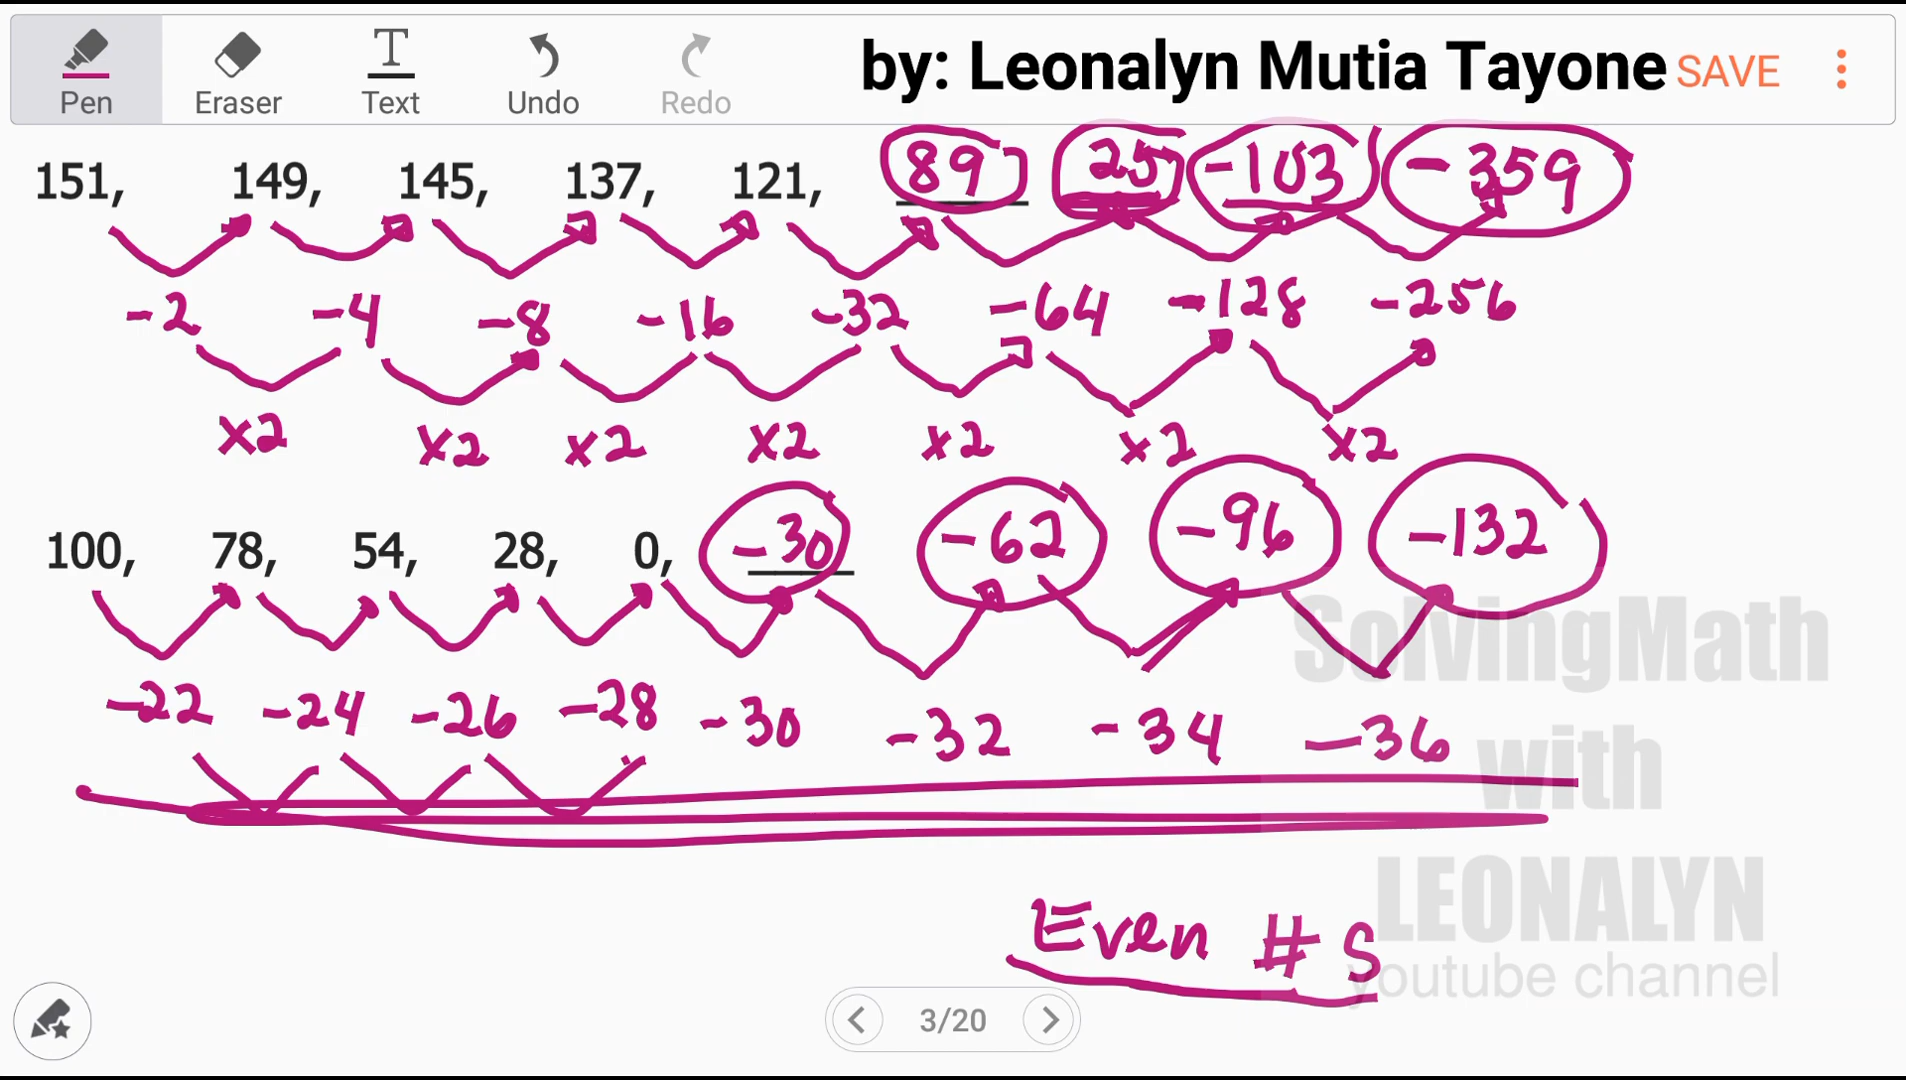 Pen Eraser Text Undo Redo by: Leonalyn Mutia Tayone SAVE
151, 149, 145, 137, 121, 89 25 -103 -359
-2 -4 -8 -16 -32 -64 -128 -256
x2 x2 x2 x2 x2 x2 x2
100, 78, 54, 28, 0, -30 -62 -96 -132
-22 -24 -26 -28 -30 -32 -34 -36
Even #s
SolvingMath
with
LEONALYN
youtube channel
3/20